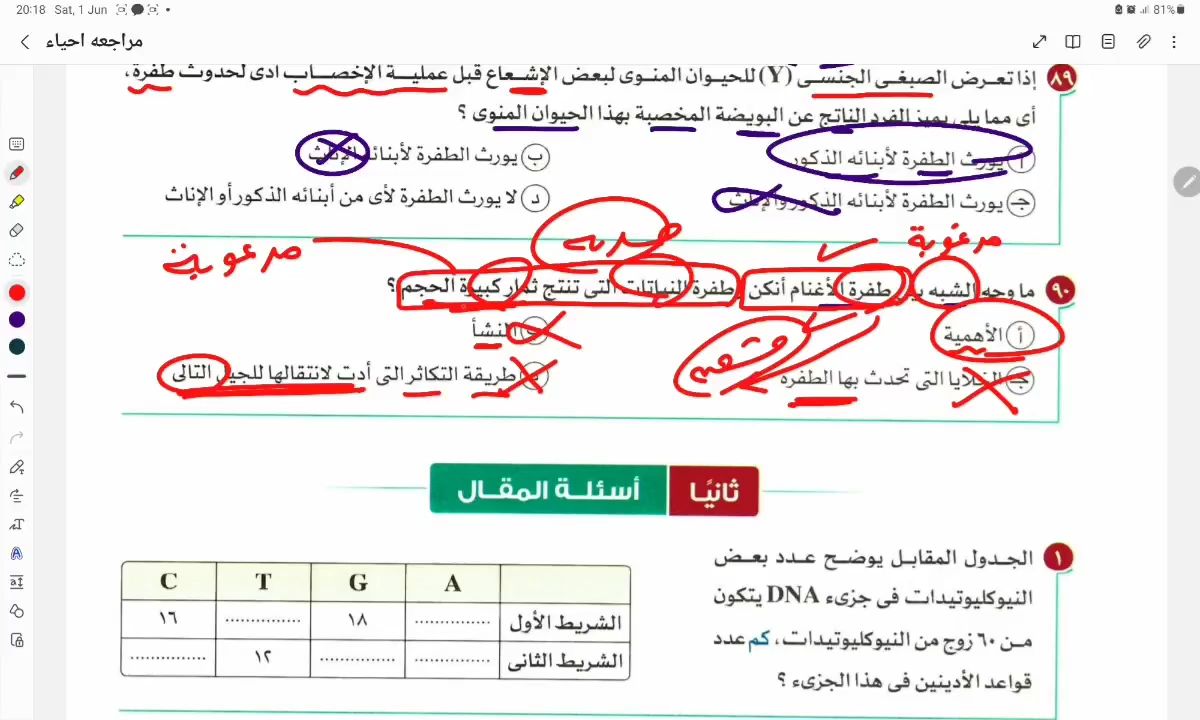 20:18 Sat, 1 Jun
81%
مراجعه احياء
٨٩ إذا تعرض الصبغى الجنسى (Y) للحيوان المنوى لبعض الإشعاع قبل عملية الإخصاب ادى لحدوث طفرة،
أى مما يلى يميز الفرد الناتج عن البويضة المخصبة بهذا الحيوان المنوى ؟
أ يورث الطفرة لأبنائه الذكور
ب يورث الطفرة لأبنائه الإناث
جـ يورث الطفرة لأبنائه الذكور والإناث
د لا يورث الطفرة لأى من أبنائه الذكور أو الإناث
مرغوبة
مرغوبة
٩٠ ما وجه الشبه بين طفرة الأغنام أنكن وطفرة النباتات التى تنتج ثمار كبيرة الحجم ؟
أ الأهمية
ب المنشأ
جـ الخلايا التى تحدث بها الطفرة
د طريقة التكاثر التى أدت لانتقالها للجيل التالى
ثانيًا أسئلة المقال
١ الجدول المقابل يوضح عدد بعض
النيوكليوتيدات فى جزىء DNA يتكون
من ٦٠ زوج من النيوكليوتيدات، كم عدد
قواعد الأدينين فى هذا الجزىء ؟
A G T C
الشريط الأول .............. ١٨ .............. ١٦
الشريط الثانى .............. .............. ١٢ ..............